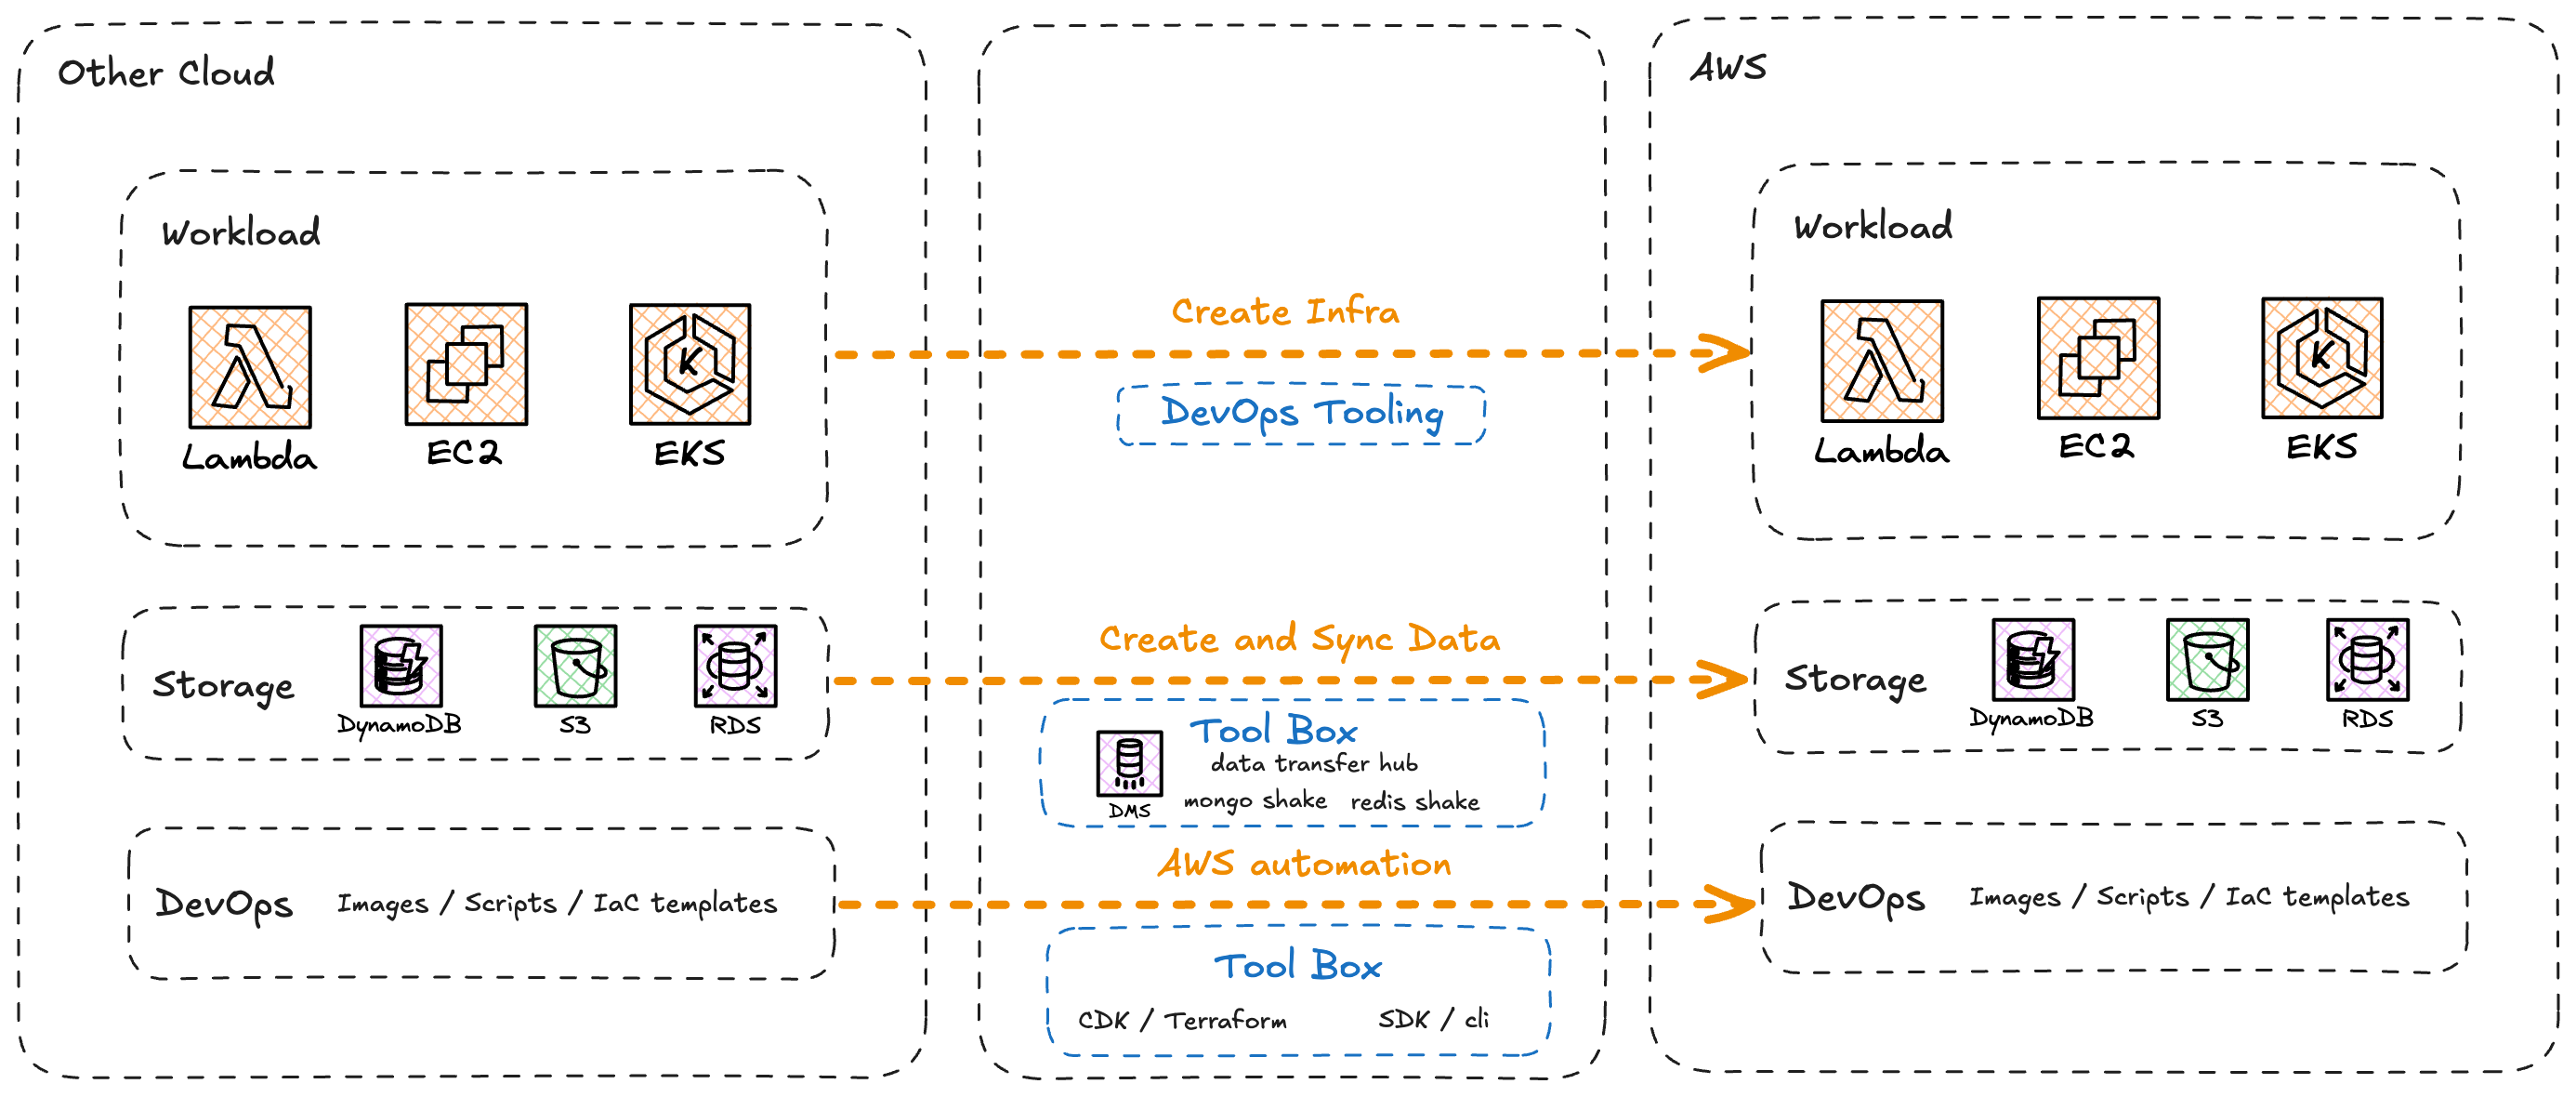 Other Cloud
Workload
Lambda
EC2
EKS
Storage
DynamoDB
S3
RDS
DevOps
Images / Scripts / IaC templates
Create Infra
DevOps Tooling
Create and Sync Data
Tool Box
data transfer hub
DMS
mongo shake
redis shake
AWS automation
Tool Box
CDK / Terraform
SDK / cli
AWS
Workload
Lambda
EC2
EKS
Storage
DynamoDB
S3
RDS
DevOps
Images / Scripts / IaC templates